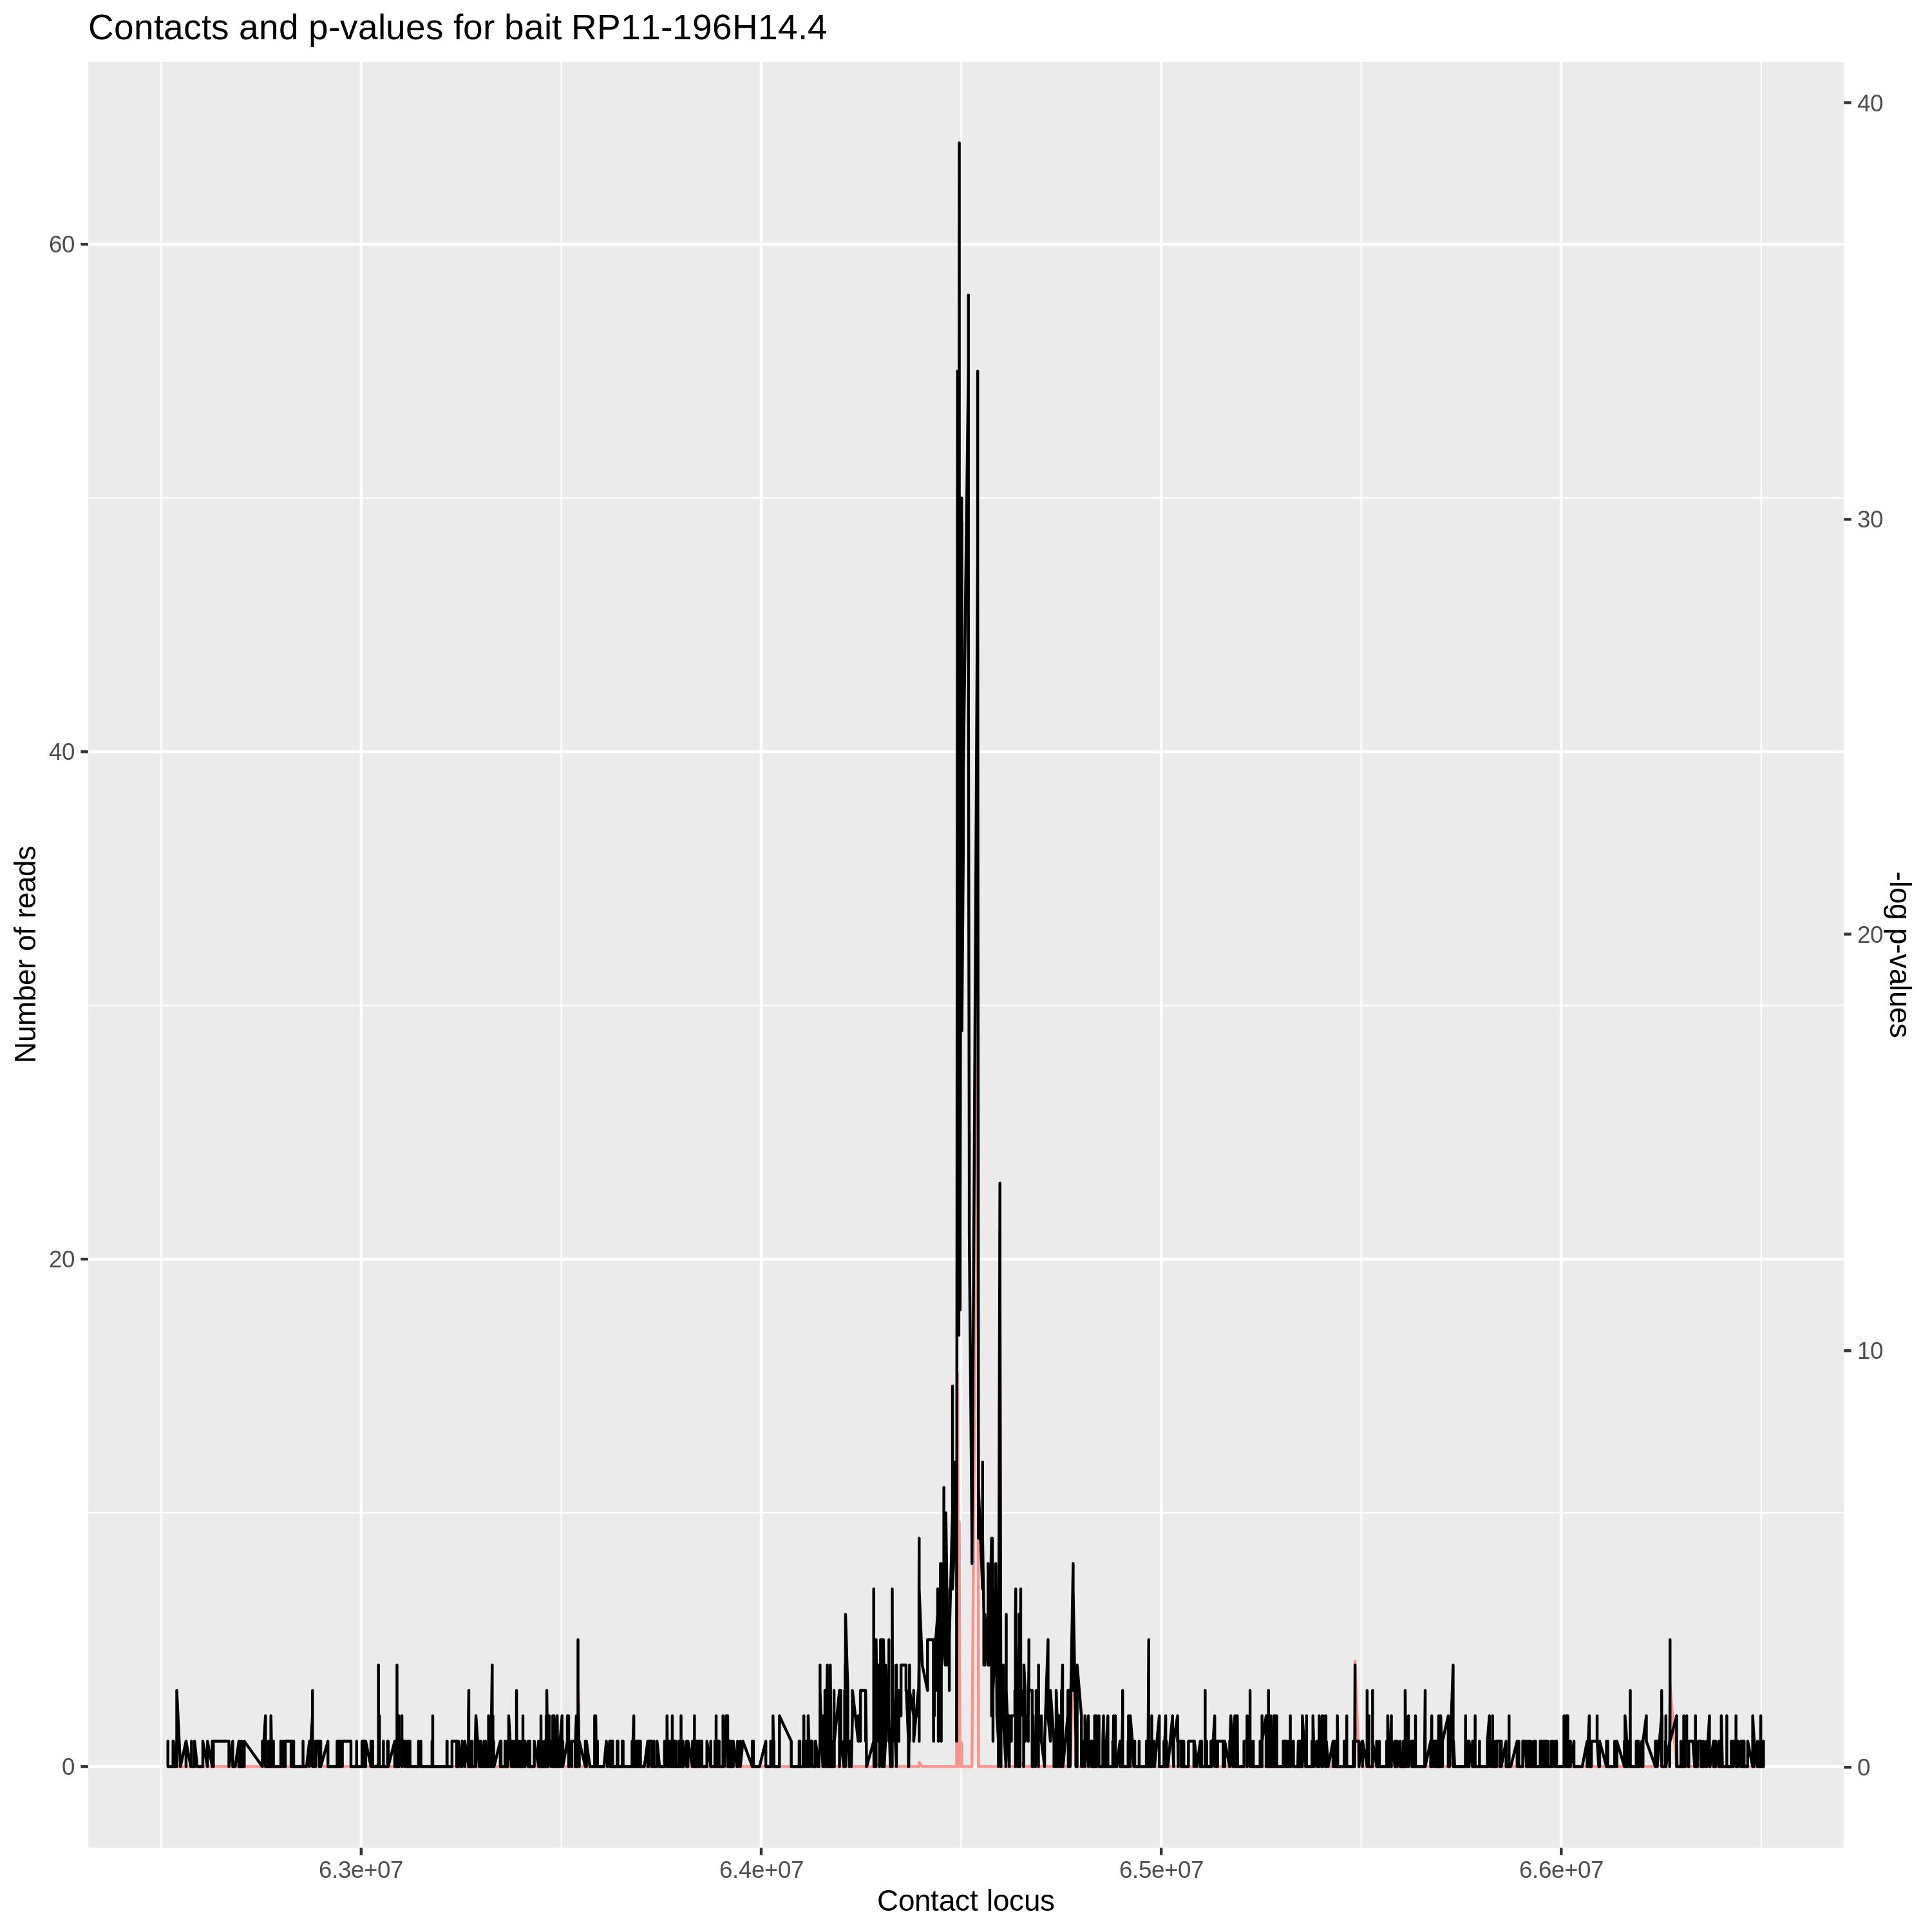 Contacts and p-values for bait RP11-196H14.4
60
40
20
0
Number of reads
40
30
20
10
0
-log p-values
6.3e+07
6.4e+07
6.5e+07
6.6e+07
Contact locus